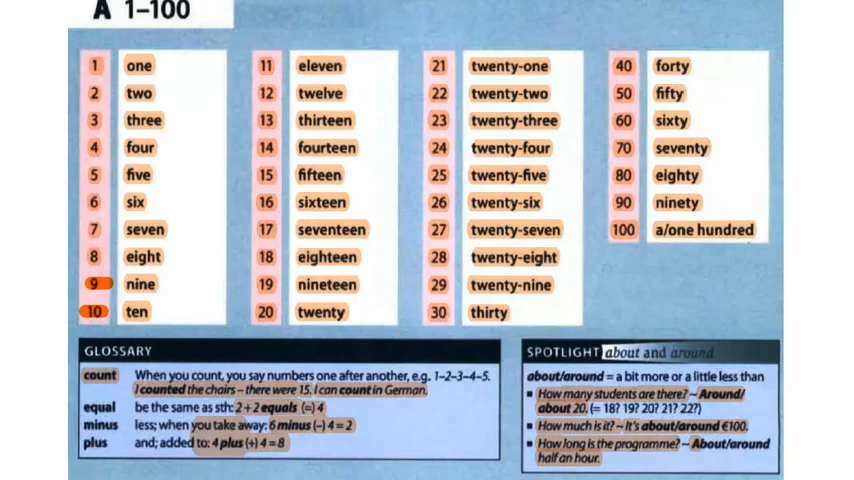 A 1–100
1 one
2 two
3 three
4 four
5 five
6 six
7 seven
8 eight
9 nine
10 ten
11 eleven
12 twelve
13 thirteen
14 fourteen
15 fifteen
16 sixteen
17 seventeen
18 eighteen
19 nineteen
20 twenty
21 twenty-one
22 twenty-two
23 twenty-three
24 twenty-four
25 twenty-five
26 twenty-six
27 twenty-seven
28 twenty-eight
29 twenty-nine
30 thirty
40 forty
50 fifty
60 sixty
70 seventy
80 eighty
90 ninety
100 a/one hundred
GLOSSARY
count When you count, you say numbers one after another, e.g. 1–2–3–4–5.
I counted the chairs – there were 15. I can count in German.
equal be the same as sth: 2 + 2 equals (=) 4
minus less; when you take away: 6 minus (–) 4 = 2
plus and; added to: 4 plus (+) 4 = 8
SPOTLIGHT about and around
about/around = a bit more or a little less than
▪ How many students are there? ~ Around/
about 20. (= 18? 19? 20? 21? 22?)
▪ How much is it? ~ It's about/around €100.
▪ How long is the programme? ~ About/around
half an hour.